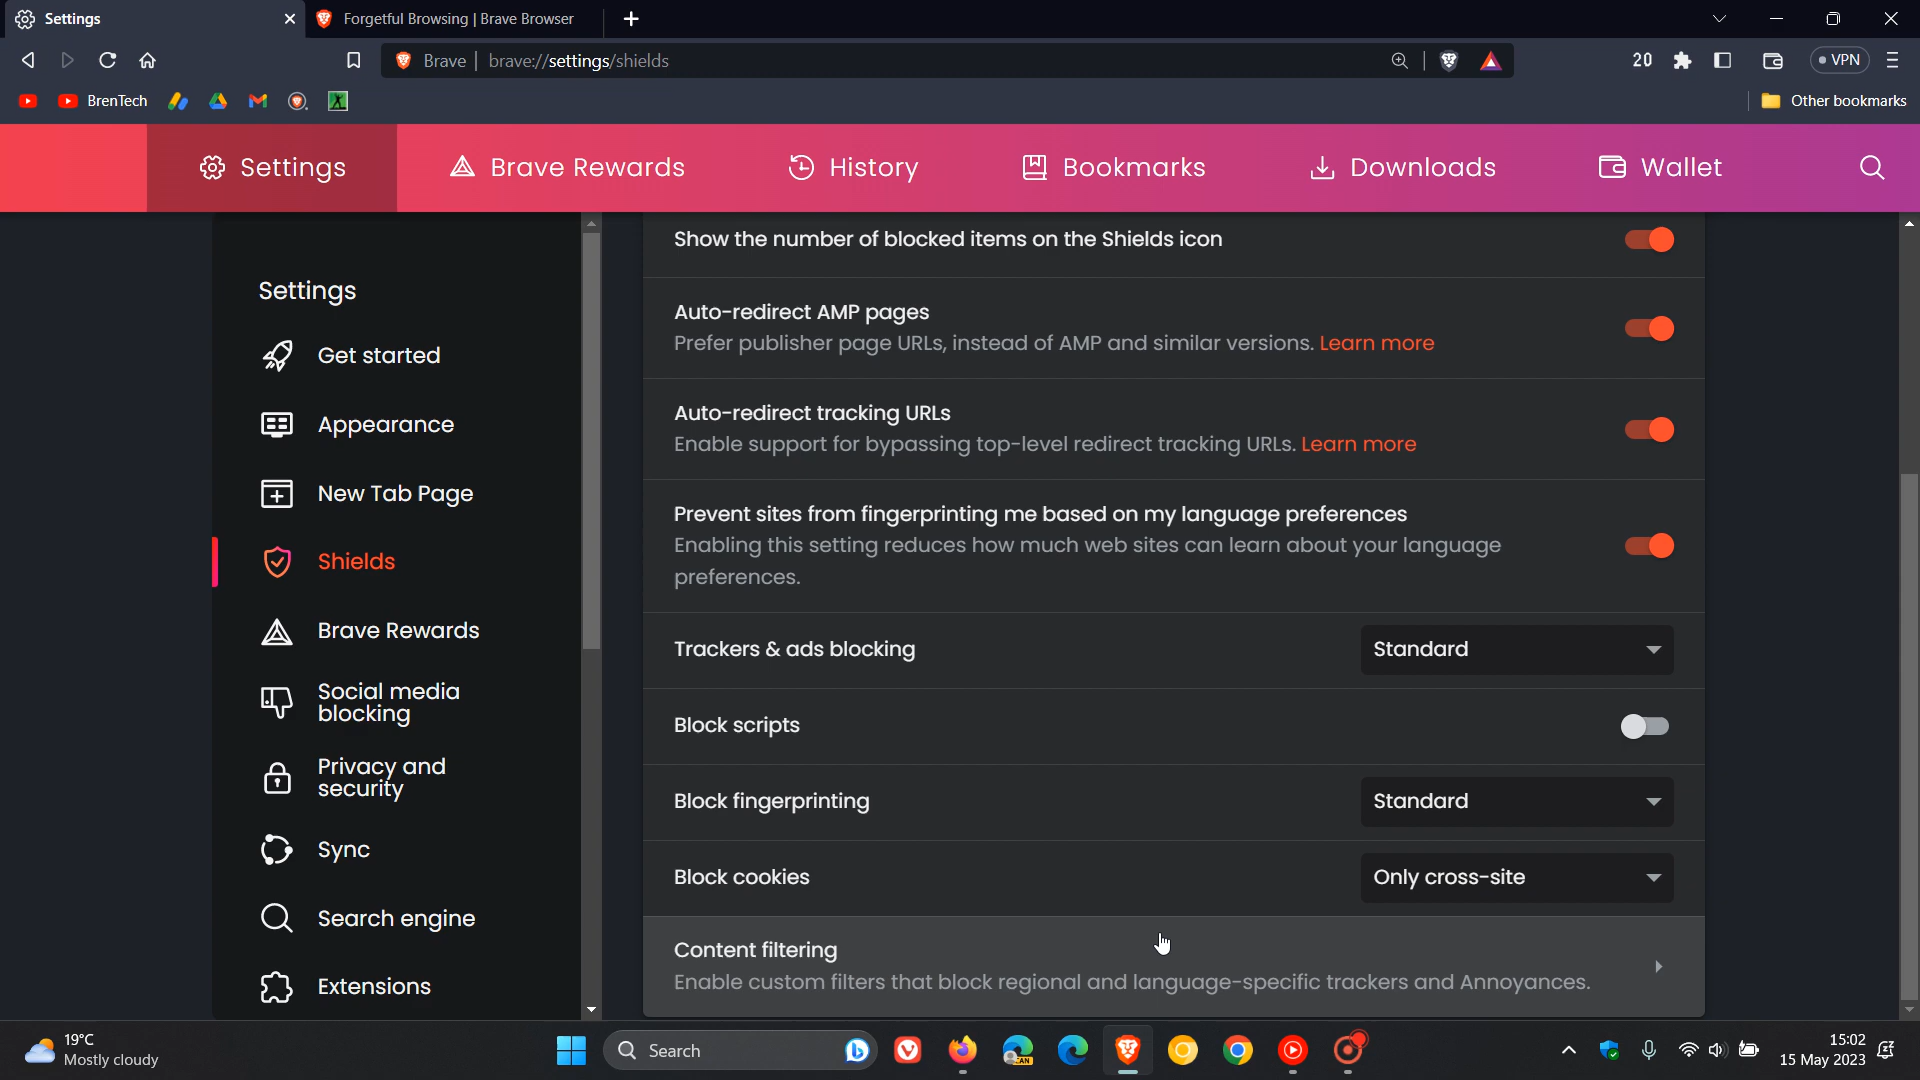 Settings
Forgetful Browsing | Brave Browser
Brave
brave://settings/shields
20
VPN
BrenTech
Other bookmarks
Settings
Brave Rewards
History
Bookmarks
Downloads
Wallet
Settings
Get started
Appearance
New Tab Page
Shields
Brave Rewards
Social media
blocking
Privacy and
security
Sync
Search engine
Extensions
Show the number of blocked items on the Shields icon
Auto-redirect AMP pages
Prefer publisher page URLs, instead of AMP and similar versions. Learn more
Auto-redirect tracking URLs
Enable support for bypassing top-level redirect tracking URLs. Learn more
Prevent sites from fingerprinting me based on my language preferences
Enabling this setting reduces how much web sites can learn about your language
preferences.
Trackers & ads blocking
Standard
Block scripts
Block fingerprinting
Standard
Block cookies
Only cross-site
Content filtering
Enable custom filters that block regional and language-specific trackers and Annoyances.
19°C
Mostly cloudy
Search
CAN
15:02
15 May 2023